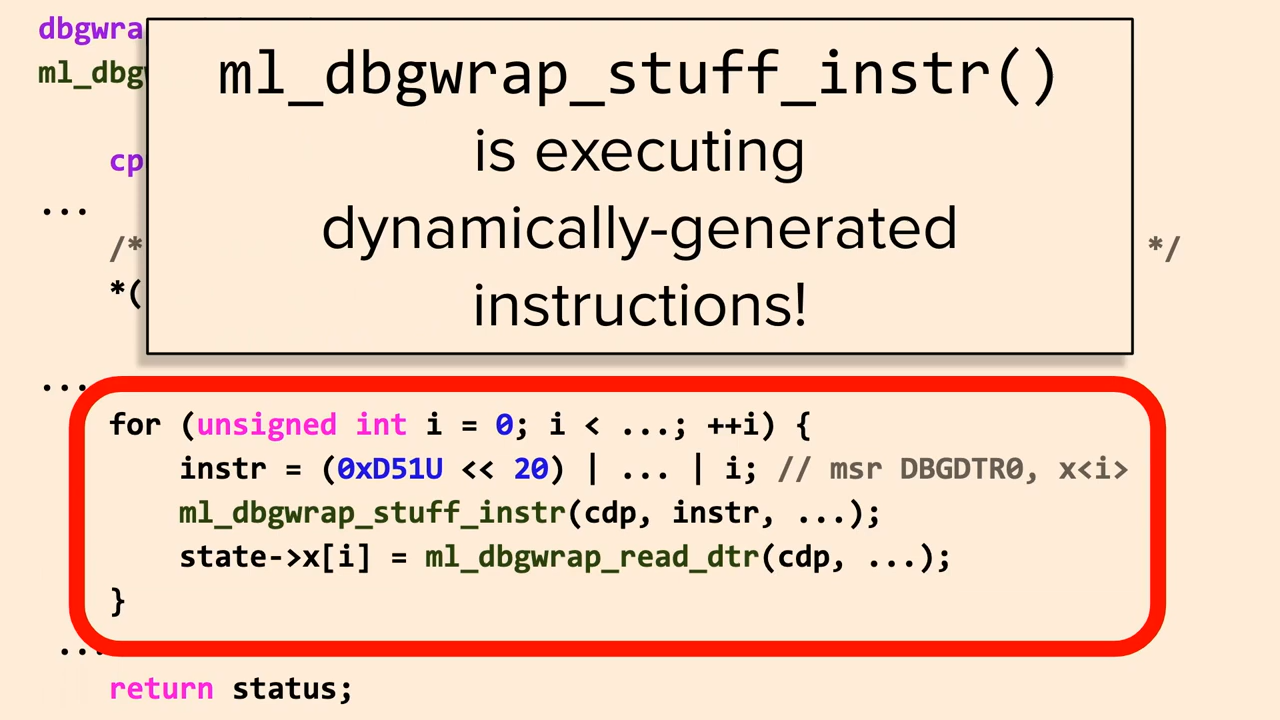 dbgwra
ml_dbgw
ml_dbgwrap_stuff_instr()
is executing
dynamically-generated
instructions!
cp
...
/* */
*(
...
for (unsigned int i = 0; i < ...; ++i) {
instr = (0xD51U << 20) | ... | i; // msr DBGDTR0, x<i>
ml_dbgwrap_stuff_instr(cdp, instr, ...);
state->x[i] = ml_dbgwrap_read_dtr(cdp, ...);
}
...
return status;